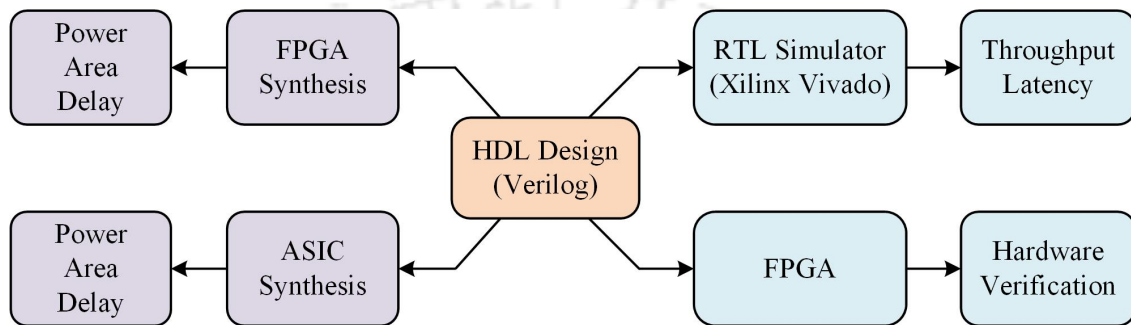 Power
Area
Delay
FPGA
Synthesis
RTL Simulator
(Xilinx Vivado)
Throughput
Latency
HDL Design
(Verilog)
Power
Area
Delay
ASIC
Synthesis
FPGA
Hardware
Verification